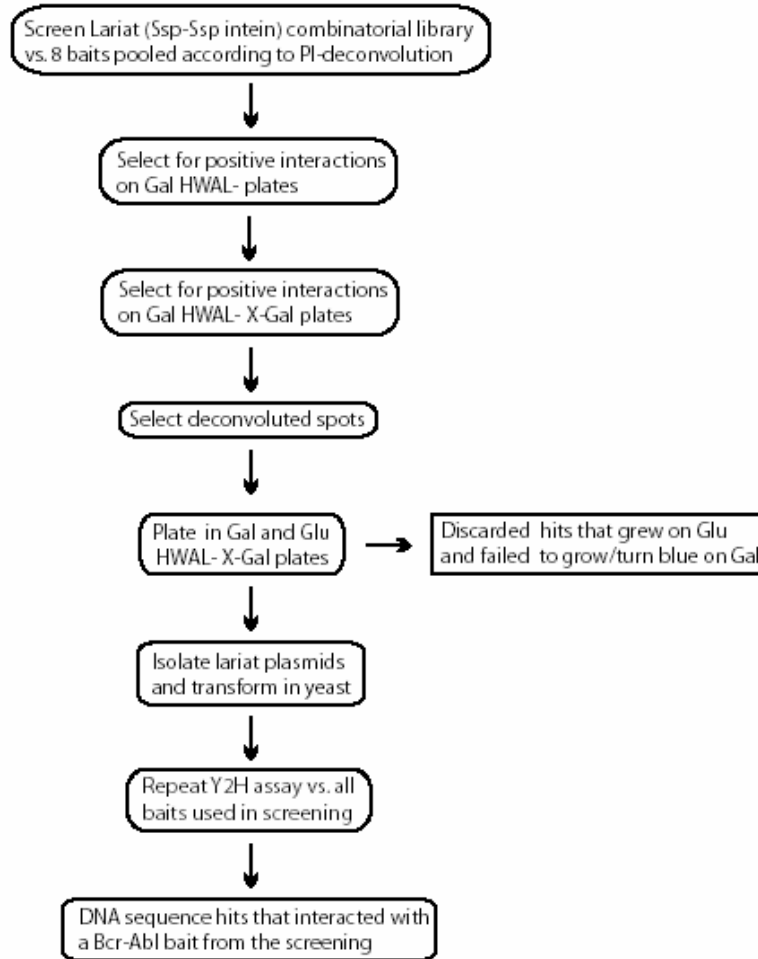 Screen Lariat (Ssp-Ssp intein) combinatorial library
vs. 8 baits pooled according to PI-deconvolution
Select for positive interactions
on Gal HWAL- plates
Select for positive interactions
on Gal HWAL- X-Gal plates
Select deconvoluted spots
Plate in Gal and Glu
HWAL- X-Gal plates
Discarded hits that grew on Glu
and failed to grow/turn blue on Gal
Isolate lariat plasmids
and transform in yeast
Repeat Y2H assay vs. all
baits used in screening
DNA sequence hits that interacted with
a Bcr-Abl bait from the screening